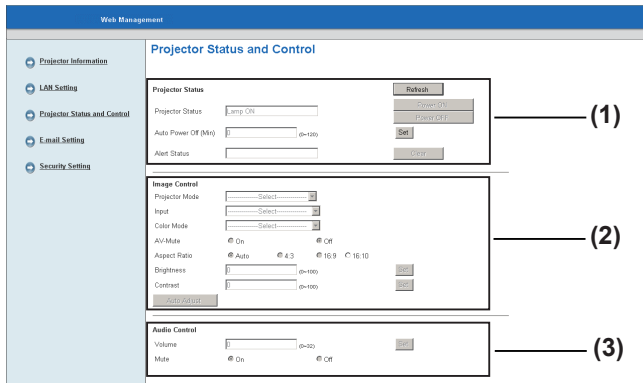 Web Management
Projector Status and Control
Projector Information
LAN Setting
Projector Status and Control
E-mail Setting
Security Setting
Projector Status
Refresh
Projector Status
Lamp ON
Power ON
Power OFF
Auto Power Off (Min)
0
(0~120)
Set
Alert Status
Clear
(1)
Image Control
Projector Mode
-------------Select-------------
Input
-------------Select-------------
Color Mode
-------------Select-------------
AV-Mute
On
Off
Aspect Ratio
Auto
4:3
16:9
16:10
Brightness
0
(0~100)
Set
Contrast
0
(0~100)
Set
Auto Adjust
(2)
Audio Control
Volume
0
(0~32)
Set
Mute
On
Off
(3)